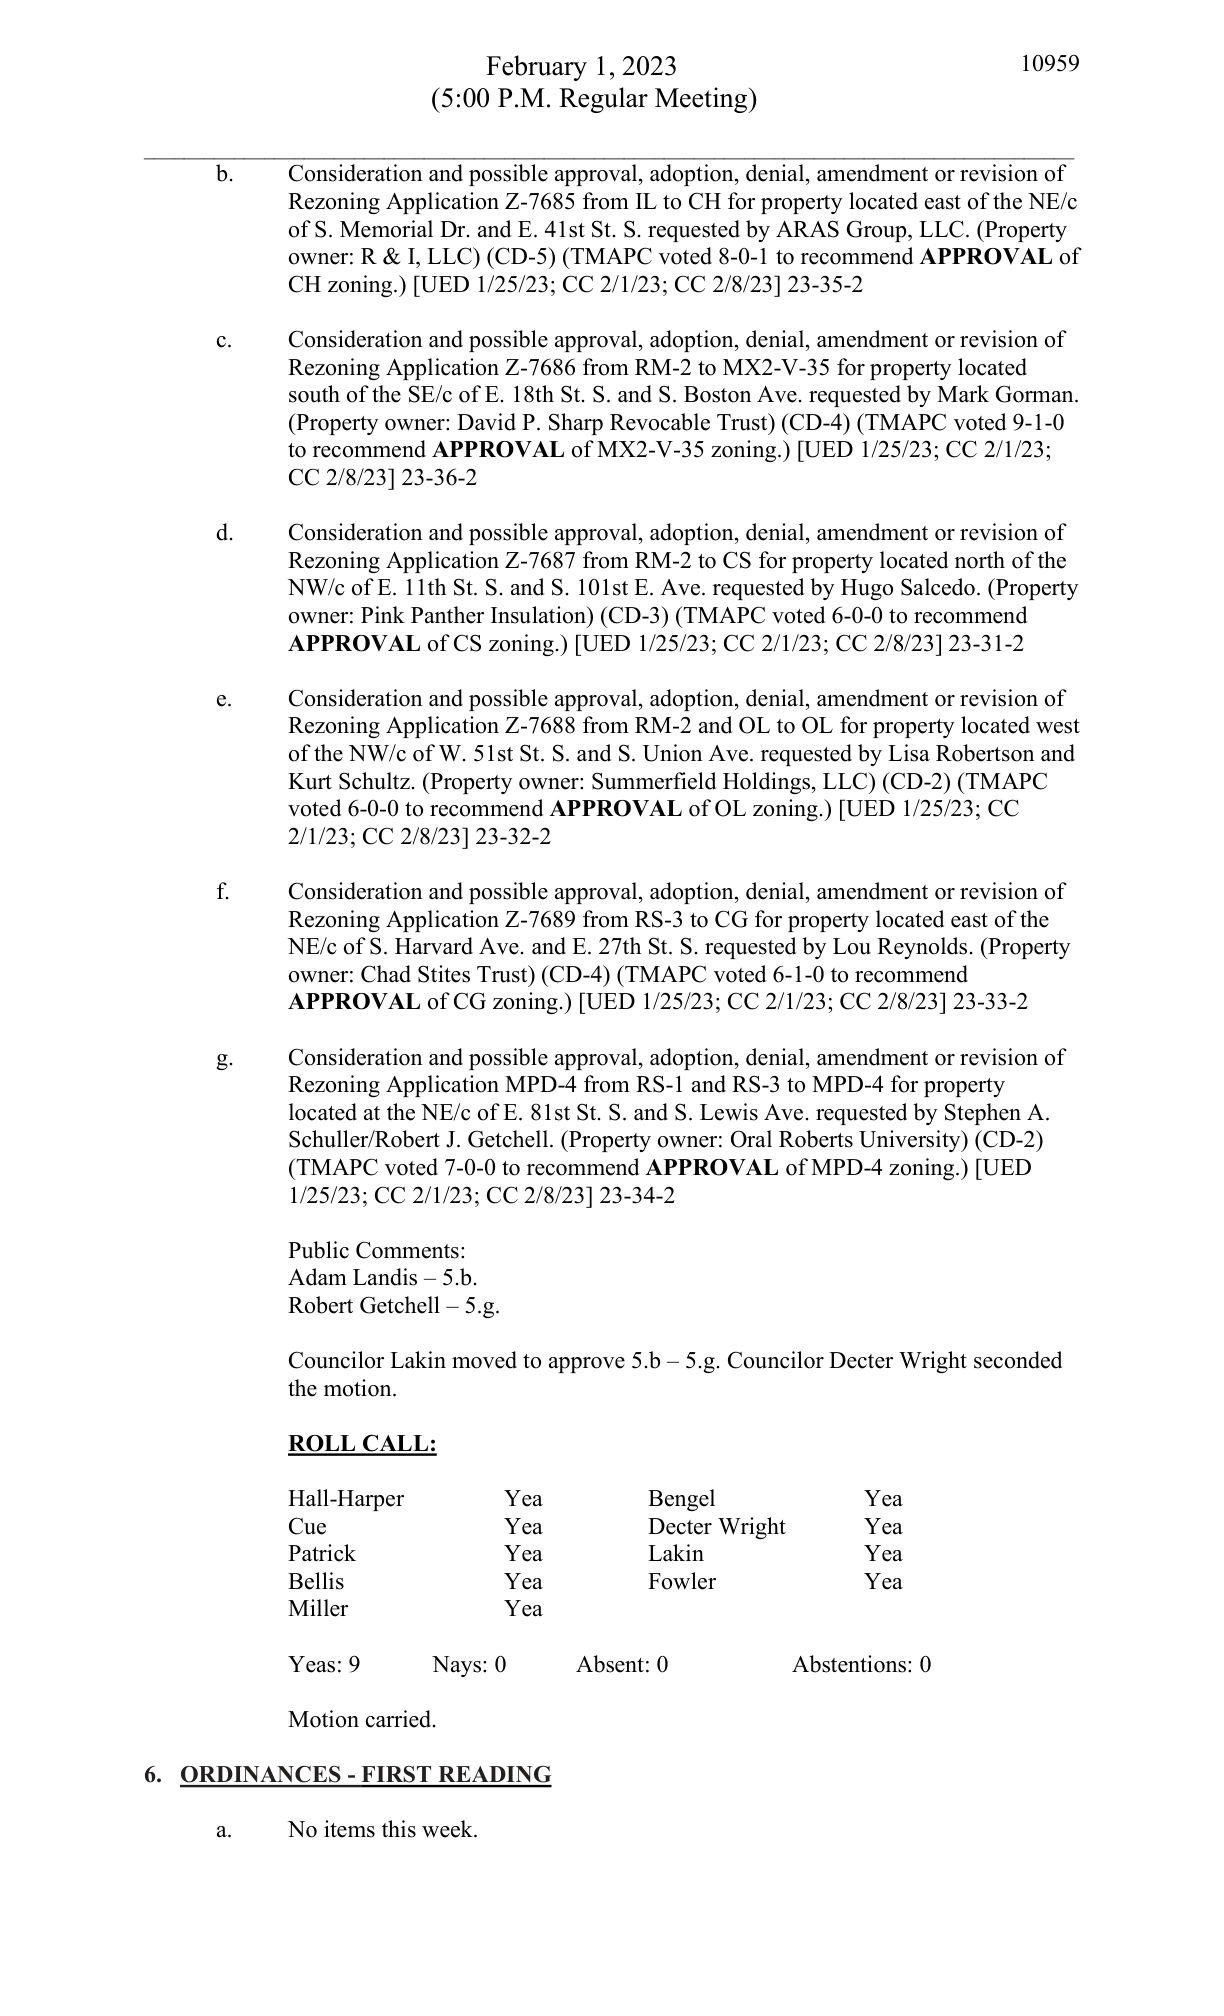 February 1, 2023
10959
(5:00 P.M. Regular Meeting)
b. Consideration and possible approval, adoption, denial, amendment or revision of
Rezoning Application Z-7685 from IL to CH for property located east of the NE/c
of S. Memorial Dr. and E. 41st St. S. requested by ARAS Group, LLC. (Property
owner: R & I, LLC) (CD-5) (TMAPC voted 8-0-1 to recommend APPROVAL of
CH zoning.) [UED 1/25/23; CC 2/1/23; CC 2/8/23] 23-35-2
c. Consideration and possible approval, adoption, denial, amendment or revision of
Rezoning Application Z-7686 from RM-2 to MX2-V-35 for property located
south of the SE/c of E. 18th St. S. and S. Boston Ave. requested by Mark Gorman.
(Property owner: David P. Sharp Revocable Trust) (CD-4) (TMAPC voted 9-1-0
to recommend APPROVAL of MX2-V-35 zoning.) [UED 1/25/23; CC 2/1/23;
CC 2/8/23] 23-36-2
d. Consideration and possible approval, adoption, denial, amendment or revision of
Rezoning Application Z-7687 from RM-2 to CS for property located north of the
NW/c of E. 11th St. S. and S. 101st E. Ave. requested by Hugo Salcedo. (Property
owner: Pink Panther Insulation) (CD-3) (TMAPC voted 6-0-0 to recommend
APPROVAL of CS zoning.) [UED 1/25/23; CC 2/1/23; CC 2/8/23] 23-31-2
e. Consideration and possible approval, adoption, denial, amendment or revision of
Rezoning Application Z-7688 from RM-2 and OL to OL for property located west
of the NW/c of W. 51st St. S. and S. Union Ave. requested by Lisa Robertson and
Kurt Schultz. (Property owner: Summerfield Holdings, LLC) (CD-2) (TMAPC
voted 6-0-0 to recommend APPROVAL of OL zoning.) [UED 1/25/23; CC
2/1/23; CC 2/8/23] 23-32-2
f. Consideration and possible approval, adoption, denial, amendment or revision of
Rezoning Application Z-7689 from RS-3 to CG for property located east of the
NE/c of S. Harvard Ave. and E. 27th St. S. requested by Lou Reynolds. (Property
owner: Chad Stites Trust) (CD-4) (TMAPC voted 6-1-0 to recommend
APPROVAL of CG zoning.) [UED 1/25/23; CC 2/1/23; CC 2/8/23] 23-33-2
g. Consideration and possible approval, adoption, denial, amendment or revision of
Rezoning Application MPD-4 from RS-1 and RS-3 to MPD-4 for property
located at the NE/c of E. 81st St. S. and S. Lewis Ave. requested by Stephen A.
Schuller/Robert J. Getchell. (Property owner: Oral Roberts University) (CD-2)
(TMAPC voted 7-0-0 to recommend APPROVAL of MPD-4 zoning.) [UED
1/25/23; CC 2/1/23; CC 2/8/23] 23-34-2
Public Comments:
Adam Landis – 5.b.
Robert Getchell – 5.g.
Councilor Lakin moved to approve 5.b – 5.g. Councilor Decter Wright seconded
the motion.
ROLL CALL:
Hall-Harper Yea Bengel Yea
Cue Yea Decter Wright Yea
Patrick Yea Lakin Yea
Bellis Yea Fowler Yea
Miller Yea
Yeas: 9 Nays: 0 Absent: 0 Abstentions: 0
Motion carried.
6. ORDINANCES - FIRST READING
a. No items this week.